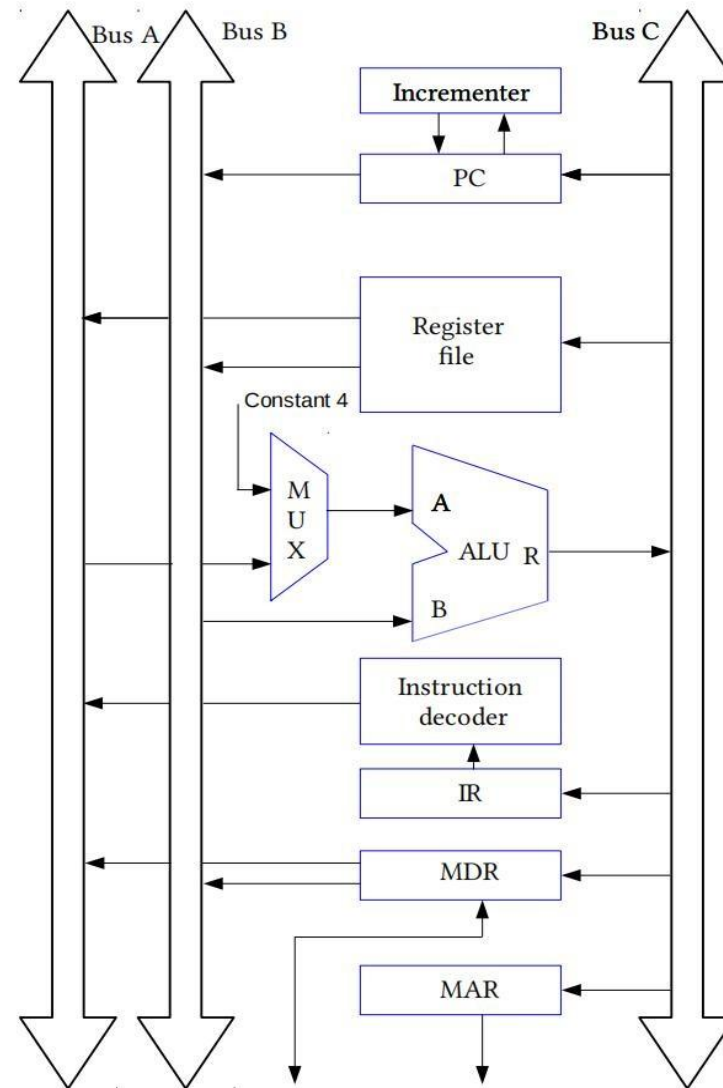 Bus A
Bus B
Bus C
Incrementer
PC
Register
file
Constant 4
M
U
X
A
ALU
R
B
Instruction
decoder
IR
MDR
MAR